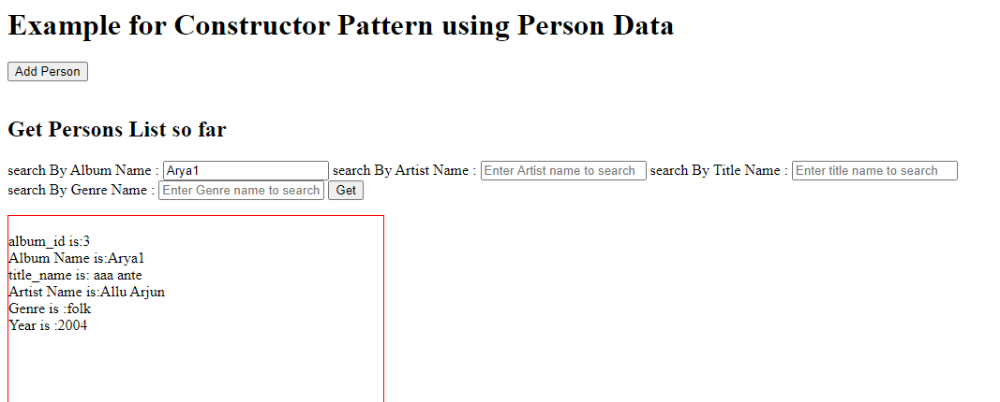 Example for Constructor Pattern using Person Data
Add Person
Get Persons List so far
search By Album Name : Arya1 search By Artist Name : Enter Artist name to search search By Title Name : Enter title name to search
search By Genre Name : Enter Genre name to search Get
album_id is:3
Album Name is:Arya1
title_name is: aaa ante
Artist Name is:Allu Arjun
Genre is :folk
Year is :2004